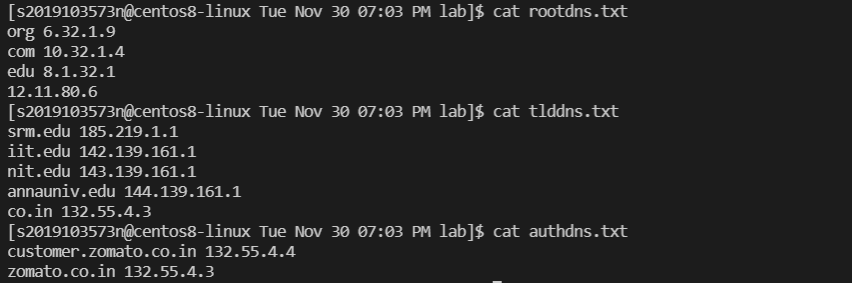 [s2019103573n@centos8-linux Tue Nov 30 07:03 PM lab]$ cat rootdns.txt
org 6.32.1.9
com 10.32.1.4
edu 8.1.32.1
12.11.80.6
[s2019103573n@centos8-linux Tue Nov 30 07:03 PM lab]$ cat tlddns.txt
srm.edu 185.219.1.1
iit.edu 142.139.161.1
nit.edu 143.139.161.1
annauniv.edu 144.139.161.1
co.in 132.55.4.3
[s2019103573n@centos8-linux Tue Nov 30 07:03 PM lab]$ cat authdns.txt
customer.zomato.co.in 132.55.4.4
zomato.co.in 132.55.4.3